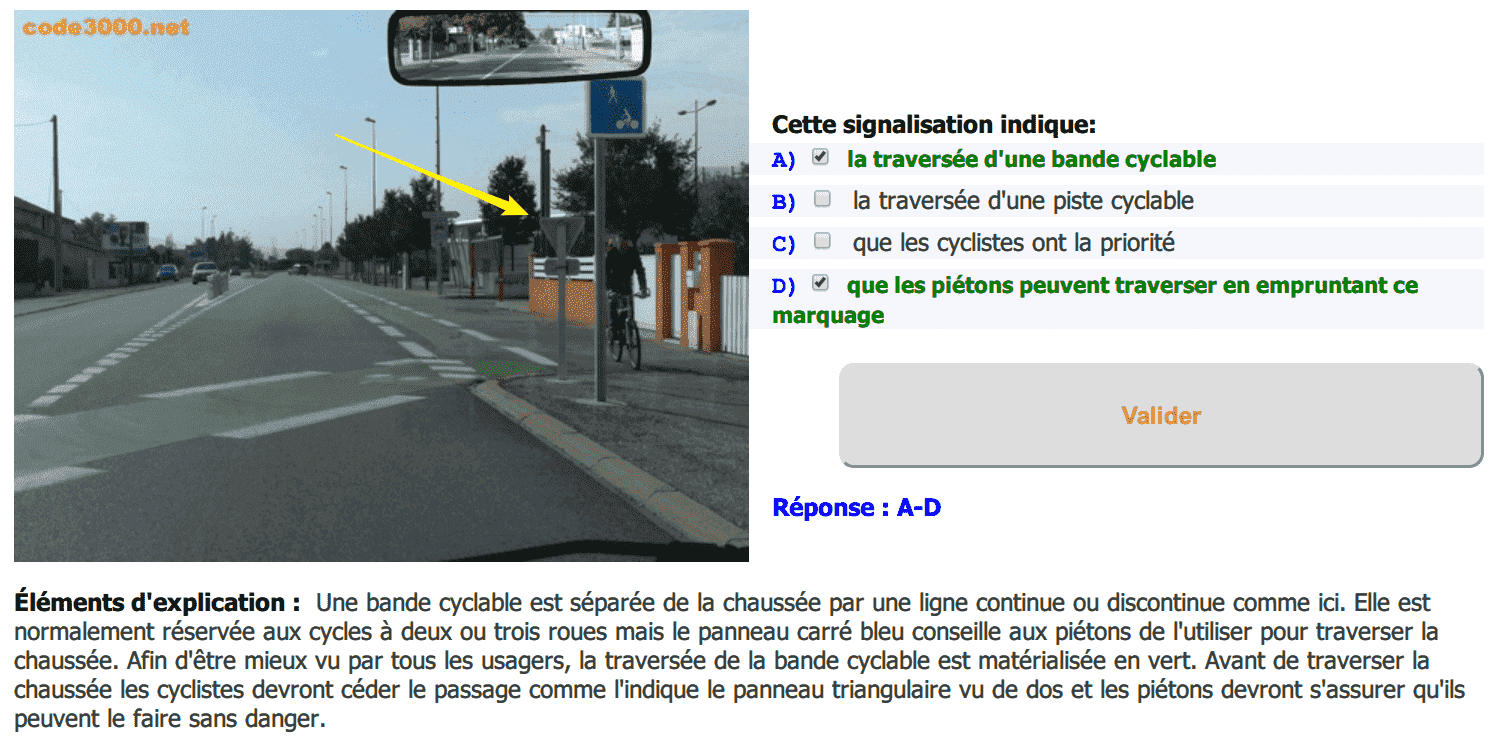 code3000.net
Cette signalisation indique:
A) la traversée d'une bande cyclable
B) la traversée d'une piste cyclable
C) que les cyclistes ont la priorité
D) que les piétons peuvent traverser en empruntant ce
marquage
Valider
Réponse : A-D
Éléments d'explication : Une bande cyclable est séparée de la chaussée par une ligne continue ou discontinue comme ici. Elle est
normalement réservée aux cycles à deux ou trois roues mais le panneau carré bleu conseille aux piétons de l'utiliser pour traverser la
chaussée. Afin d'être mieux vu par tous les usagers, la traversée de la bande cyclable est matérialisée en vert. Avant de traverser la
chaussée les cyclistes devront céder le passage comme l'indique le panneau triangulaire vu de dos et les piétons devront s'assurer qu'ils
peuvent le faire sans danger.